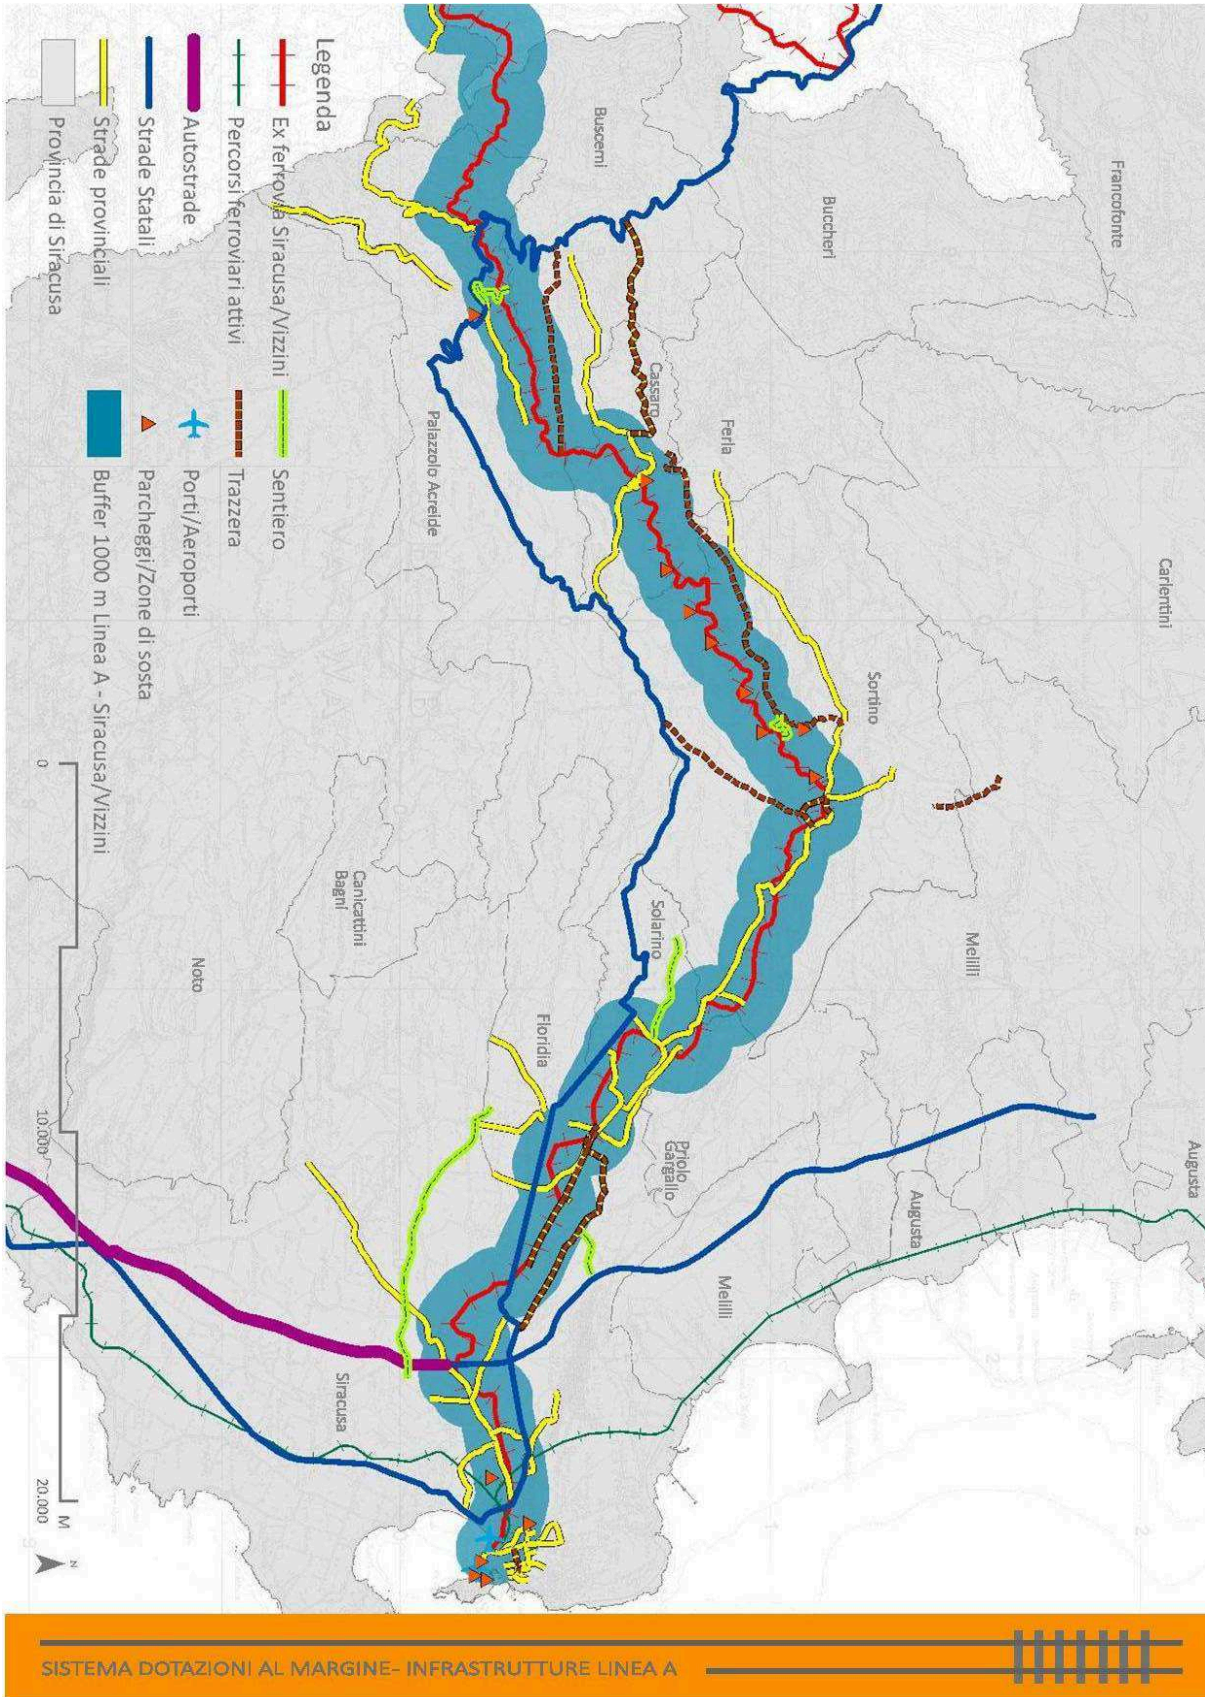 Legenda
Ex ferrovia Siracusa/Vizzini
Percorsi ferroviari attivi
Autostrade
Strade Statali
Strade provinciali
Provincia di Siracusa
Sentiero
Trazzera
Porti/Aeroporti
Parcheggi/Zone di sosta
Buffer 1000 m Linea A - Siracusa/Vizzini
0
10.000
20.000
M
N
Francofonte
Buccheri
Buscemi
Cassaro
Ferla
Palazzolo Acreide
Carlentini
Sortino
Melilli
Solarino
Canicattini
Bagni
Noto
Floridia
Priolo
Gargallo
Augusta
Augusta
Melilli
Siracusa
SISTEMA DOTAZIONI AL MARGINE- INFRASTRUTTURE LINEA A